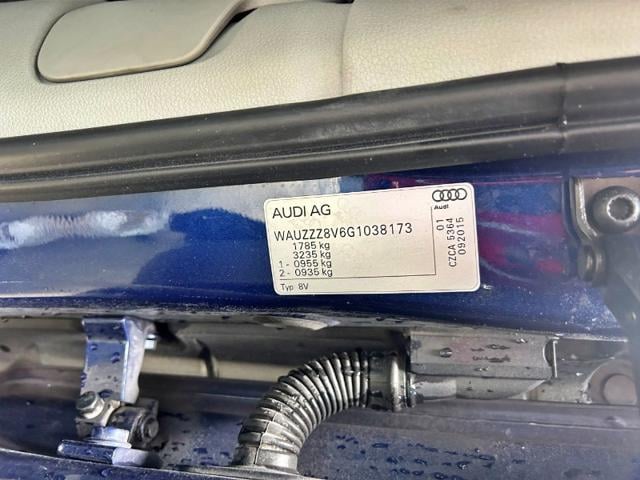 AUDI AG
Audi
WAUZZZ8V6G1038173
1785 kg
3235 kg
1 - 0955 kg
2 - 0935 kg
Typ 8V
01
CZCA 5364
092015